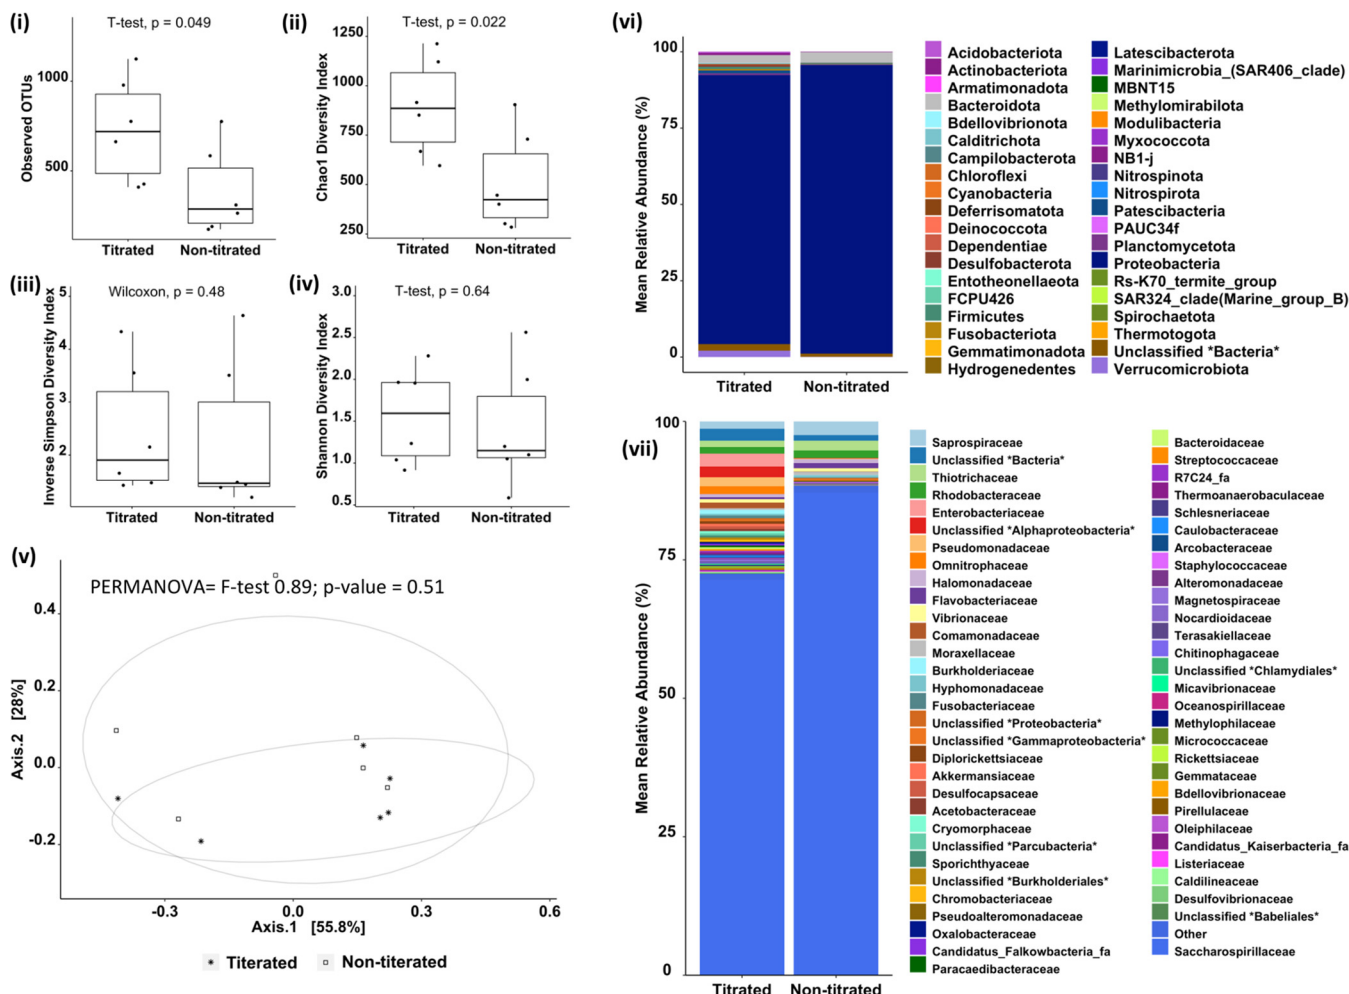 (i)
T-test, p = 0.049
Observed OTUs
1000
500
Titrated
Non-titrated
(ii)
T-test, p = 0.022
Chao1 Diversity Index
1250
1000
750
500
250
Titrated
Non-titrated
(iii)
Wilcoxon, p = 0.48
Inverse Simpson Diversity Index
5
4
3
2
Titrated
Non-titrated
(iv)
T-test, p = 0.64
Shannon Diversity Index
3.0
2.5
2.0
1.5
1.0
0.5
Titrated
Non-titrated
(v)
PERMANOVA= F-test 0.89; p-value = 0.51
Axis.2 [28%]
0.4
0.2
0.0
-0.2
-0.3
0.0
0.3
0.6
Axis.1 [55.8%]
Titerated
Non-titerated
(vi)
Mean Relative Abundance (%)
100
75
50
25
0
Titrated
Non-titrated
Acidobacteriota
Actinobacteriota
Armatimonadota
Bacteroidota
Bdellovibrionota
Calditrichota
Campilobacterota
Chloroflexi
Cyanobacteria
Deferrisomatota
Deinococcota
Dependentiae
Desulfobacterota
Entotheonellaeota
FCPU426
Firmicutes
Fusobacteriota
Gemmatimonadota
Hydrogenedentes
Latescibacterota
Marinimicrobia_(SAR406_clade)
MBNT15
Methylomirabilota
Modulibacteria
Myxococcota
NB1-j
Nitrospinota
Nitrospirota
Patescibacteria
PAUC34f
Planctomycetota
Proteobacteria
Rs-K70_termite_group
SAR324_clade(Marine_group_B)
Spirochaetota
Thermotogota
Unclassified *Bacteria*
Verrucomicrobiota
(vii)
Mean Relative Abundance (%)
100
75
50
25
0
Titrated
Non-titrated
Saprospiraceae
Unclassified *Bacteria*
Thiotrichaceae
Rhodobacteraceae
Enterobacteriaceae
Unclassified *Alphaproteobacteria*
Pseudomonadaceae
Omnitrophaceae
Halomonadaceae
Flavobacteriaceae
Vibrionaceae
Comamonadaceae
Moraxellaceae
Burkholderiaceae
Hyphomonadaceae
Fusobacteriaceae
Unclassified *Proteobacteria*
Unclassified *Gammaproteobacteria*
Diplorickettsiaceae
Akkermansiaceae
Desulfocapsaceae
Acetobacteraceae
Cryomorphaceae
Unclassified *Parcubacteria*
Sporichthyaceae
Unclassified *Burkholderiales*
Chromobacteriaceae
Pseudoalteromonadaceae
Oxalobacteraceae
Candidatus_Falkowbacteria_fa
Paracaedibacteraceae
Bacteroidaceae
Streptococcaceae
R7C24_fa
Thermoanaerobaculaceae
Schlesneriaceae
Caulobacteraceae
Arcobacteraceae
Staphylococcaceae
Alteromonadaceae
Magnetospiraceae
Nocardioidaceae
Terasakiellaceae
Chitinophagaceae
Unclassified *Chlamydiales*
Micavibrionaceae
Oceanospirillaceae
Methylophilaceae
Micrococcaceae
Rickettsiaceae
Gemmataceae
Bdellovibrionaceae
Pirellulaceae
Oleiphilaceae
Candidatus_Kaiserbacteria_fa
Listeriaceae
Caldilineaceae
Desulfovibrionaceae
Unclassified *Babeliales*
Other
Saccharospirillaceae